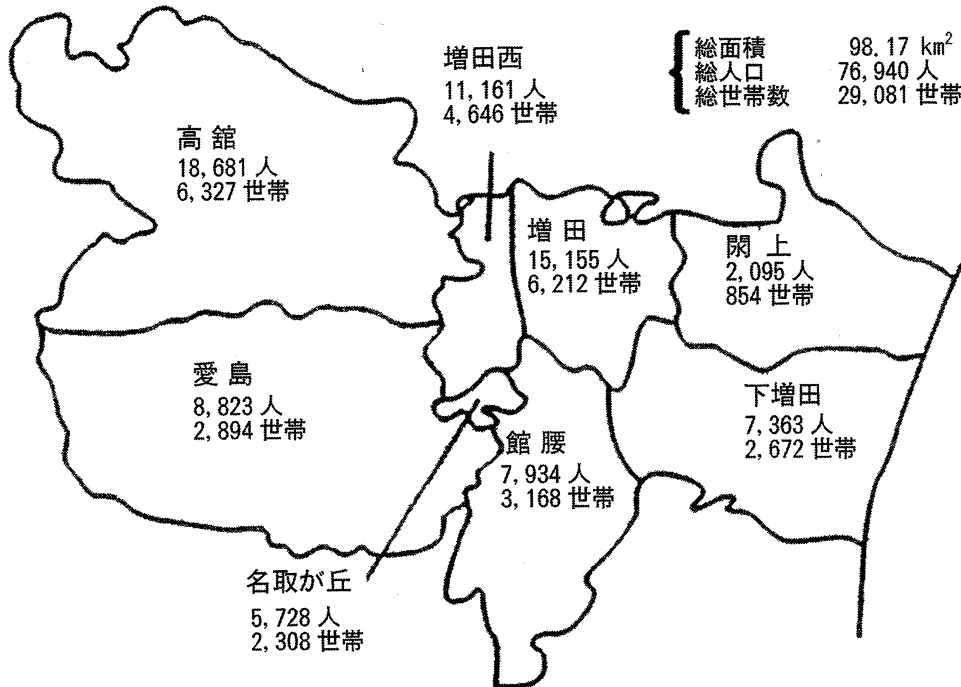 総面積 98.17 km²
総人口 76,940 人
総世帯数 29,081 世帯
増田西
11,161 人
4,646 世帯
高舘
18,681 人
6,327 世帯
増田
15,155 人
6,212 世帯
閖上
2,095 人
854 世帯
愛島
8,823 人
2,894 世帯
下増田
7,363 人
2,672 世帯
館腰
7,934 人
3,168 世帯
名取が丘
5,728 人
2,308 世帯